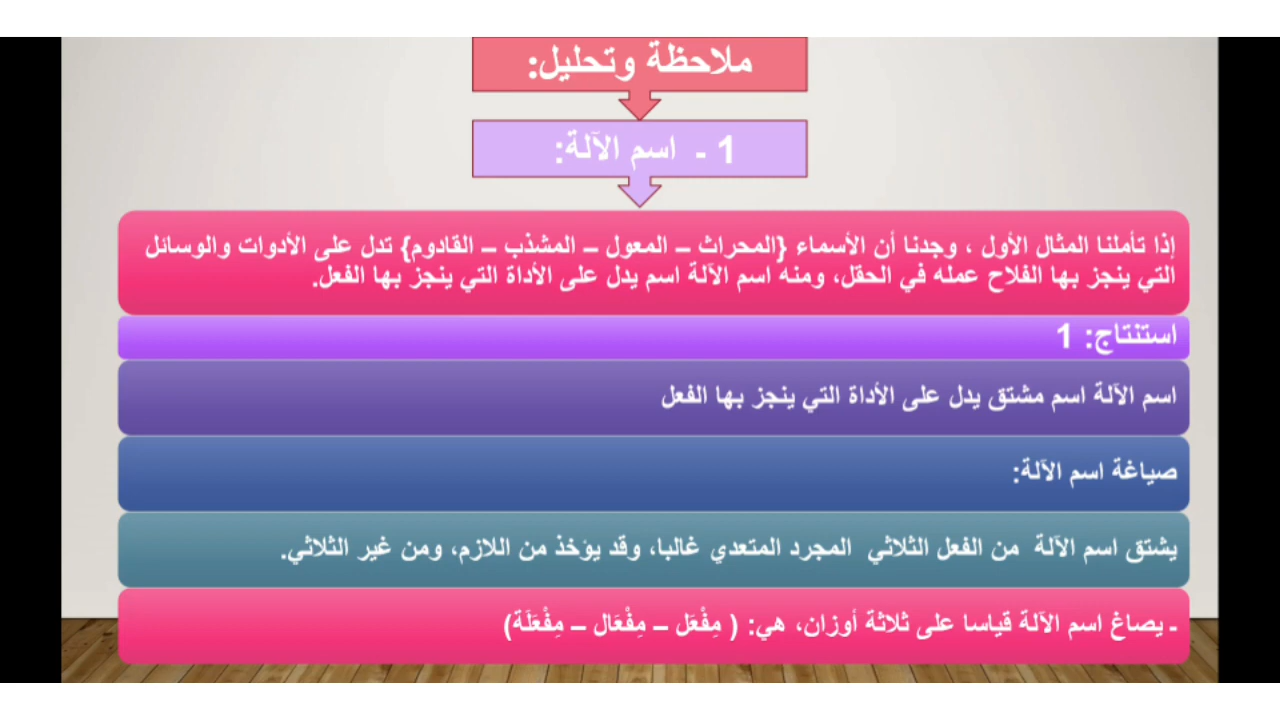 ملاحظة وتحليل:
1 - اسم الآلة:
إذا تأملنا المثال الأول ، وجدنا أن الأسماء {المحراث – المعول – المشذب – القادوم} تدل على الأدوات والوسائل
التي ينجز بها الفلاح عمله في الحقل، ومنه اسم الآلة اسم يدل على الأداة التي ينجز بها الفعل.
استنتاج: 1
اسم الآلة اسم مشتق يدل على الأداة التي ينجز بها الفعل
صياغة اسم الآلة:
يشتق اسم الآلة من الفعل الثلاثي المجرد المتعدي غالبا، وقد يؤخذ من اللازم، ومن غير الثلاثي.
- يصاغ اسم الآلة قياسا على ثلاثة أوزان، هي: ( مِفْعَل – مِفْعَال – مِفْعَلَة)